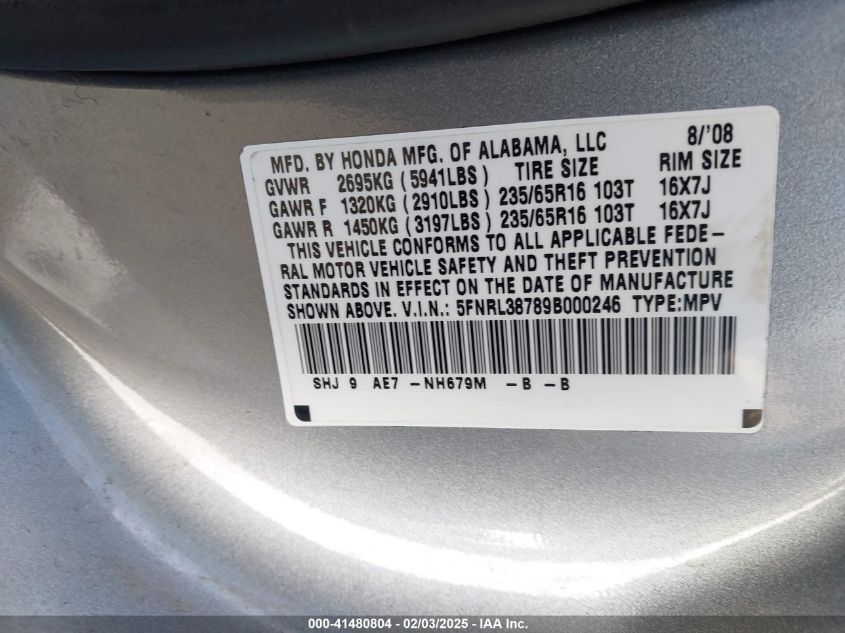 MFD. BY HONDA MFG. OF ALABAMA, LLC 8/'08
GVWR 2695KG (5941LBS) TIRE SIZE RIM SIZE
GAWR F 1320KG (2910LBS) 235/65R16 103T 16X7J
GAWR R 1450KG (3197LBS) 235/65R16 103T 16X7J
THIS VEHICLE CONFORMS TO ALL APPLICABLE FEDE-
RAL MOTOR VEHICLE SAFETY AND THEFT PREVENTION
STANDARDS IN EFFECT ON THE DATE OF MANUFACTURE
SHOWN ABOVE. V.I.N.: 5FNRL38789B000246 TYPE:MPV
SHJ 9 AE7 -NH679M -B -B
000-41480804 - 02/03/2025 - IAA Inc.